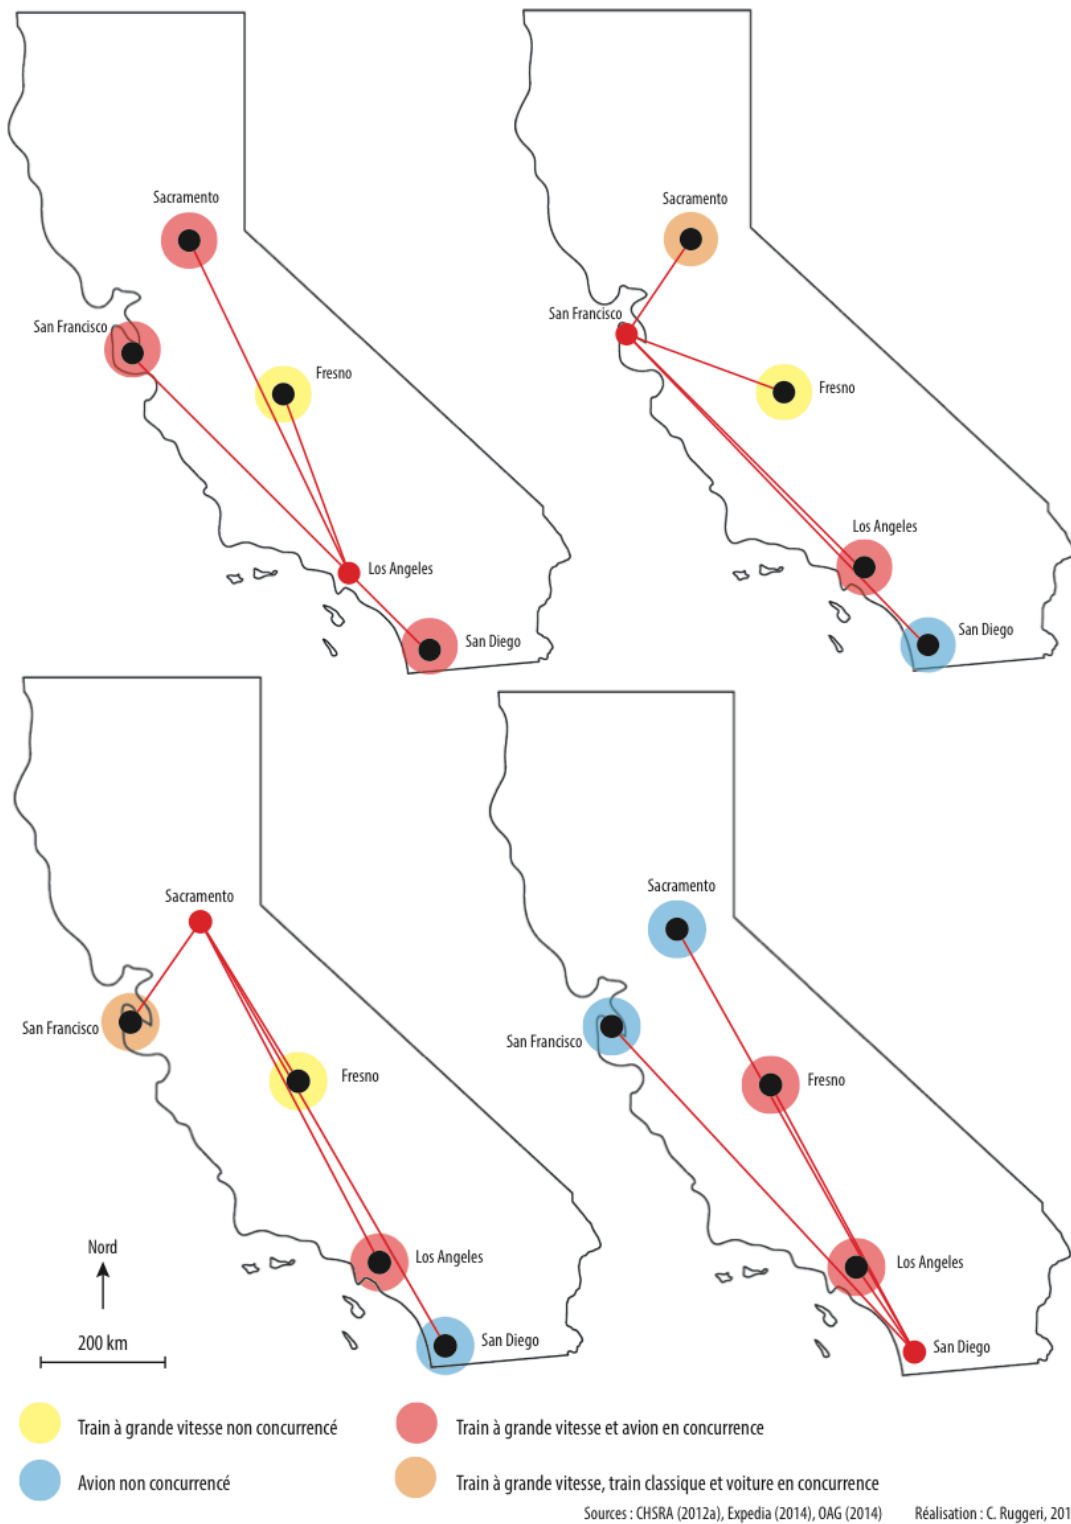 Sacramento
San Francisco
Fresno
Los Angeles
San Diego
Sacramento
San Francisco
Fresno
Los Angeles
San Diego
Sacramento
San Francisco
Fresno
Los Angeles
San Diego
Nord
200 km
Sacramento
San Francisco
Fresno
Los Angeles
San Diego
Train à grande vitesse non concurrencé
Train à grande vitesse et avion en concurrence
Avion non concurrencé
Train à grande vitesse, train classique et voiture en concurrence
Sources : CHSRA (2012a), Expedia (2014), OAG (2014) Réalisation : C. Ruggeri,